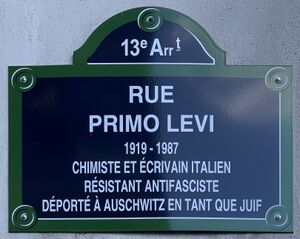 13e Arrt
RUE
PRIMO LEVI
1919 - 1987
CHIMISTE ET ÉCRIVAIN ITALIEN
RÉSISTANT ANTIFASCISTE
DÉPORTÉ À AUSCHWITZ EN TANT QUE JUIF